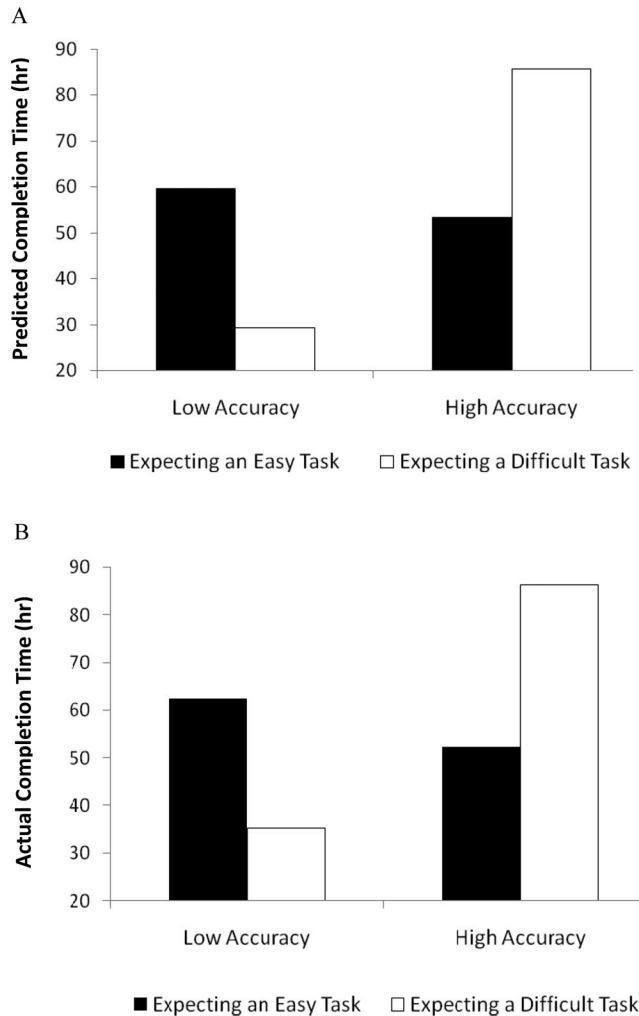 A
Predicted Completion Time (hr)
90
80
70
60
50
40
30
20
Low Accuracy High Accuracy
■ Expecting an Easy Task □ Expecting a Difficult Task
B
Actual Completion Time (hr)
90
80
70
60
50
40
30
20
Low Accuracy High Accuracy
■ Expecting an Easy Task □ Expecting a Difficult Task